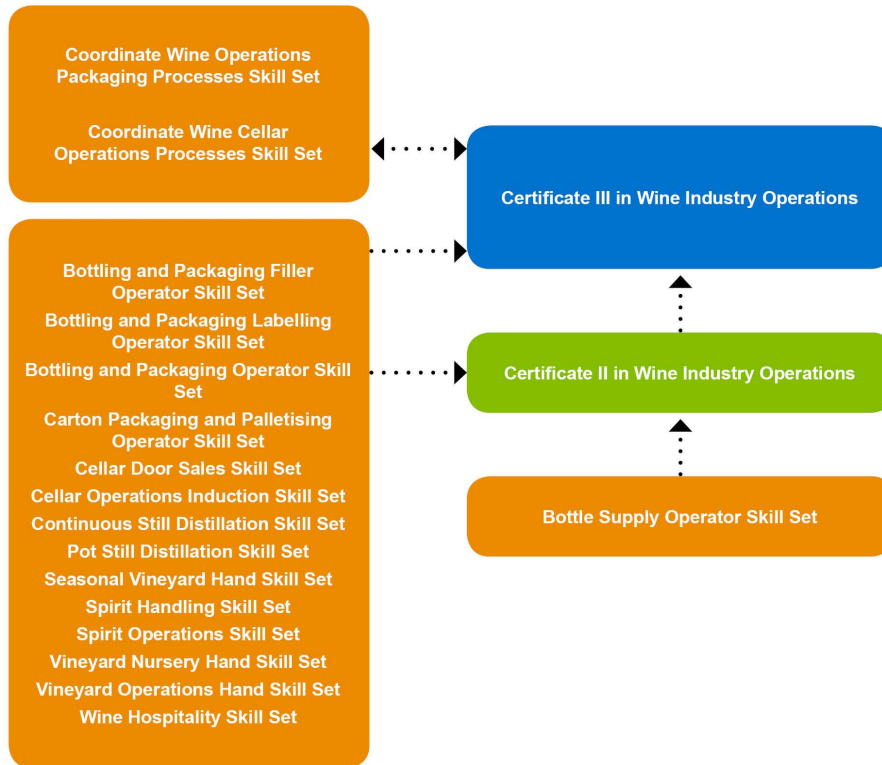 Coordinate Wine Operations
Packaging Processes Skill Set
Coordinate Wine Cellar
Operations Processes Skill Set
Certificate III in Wine Industry Operations
Bottling and Packaging Filler
Operator Skill Set
Bottling and Packaging Labelling
Operator Skill Set
Bottling and Packaging Operator Skill
Set
Carton Packaging and Palletising
Operator Skill Set
Cellar Door Sales Skill Set
Cellar Operations Induction Skill Set
Continuous Still Distillation Skill Set
Pot Still Distillation Skill Set
Seasonal Vineyard Hand Skill Set
Spirit Handling Skill Set
Spirit Operations Skill Set
Vineyard Nursery Hand Skill Set
Vineyard Operations Hand Skill Set
Wine Hospitality Skill Set
Certificate II in Wine Industry Operations
Bottle Supply Operator Skill Set